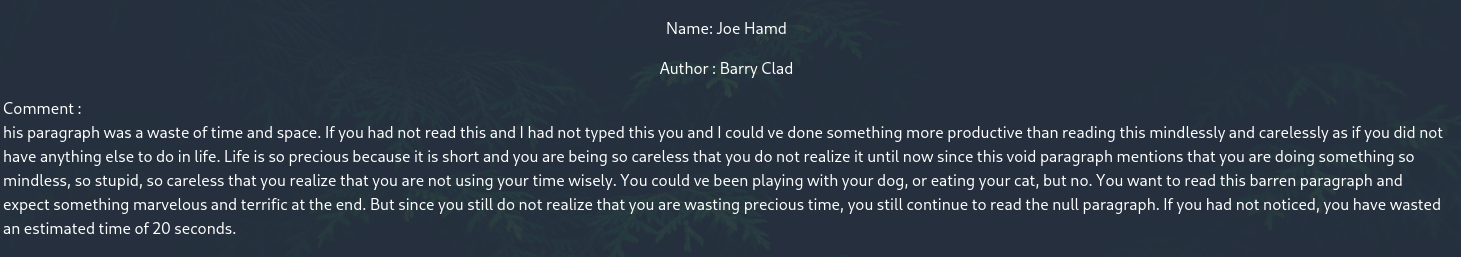 Name: Joe Hamd
Author : Barry Clad
Comment :
his paragraph was a waste of time and space. If you had not read this and I had not typed this you and I could ve done something more productive than reading this mindlessly and carelessly as if you did not
have anything else to do in life. Life is so precious because it is short and you are being so careless that you do not realize it until now since this void paragraph mentions that you are doing something so
mindless, so stupid, so careless that you realize that you are not using your time wisely. You could ve been playing with your dog, or eating your cat, but no. You want to read this barren paragraph and
expect something marvelous and terrific at the end. But since you still do not realize that you are wasting precious time, you still continue to read the null paragraph. If you had not noticed, you have wasted
an estimated time of 20 seconds.